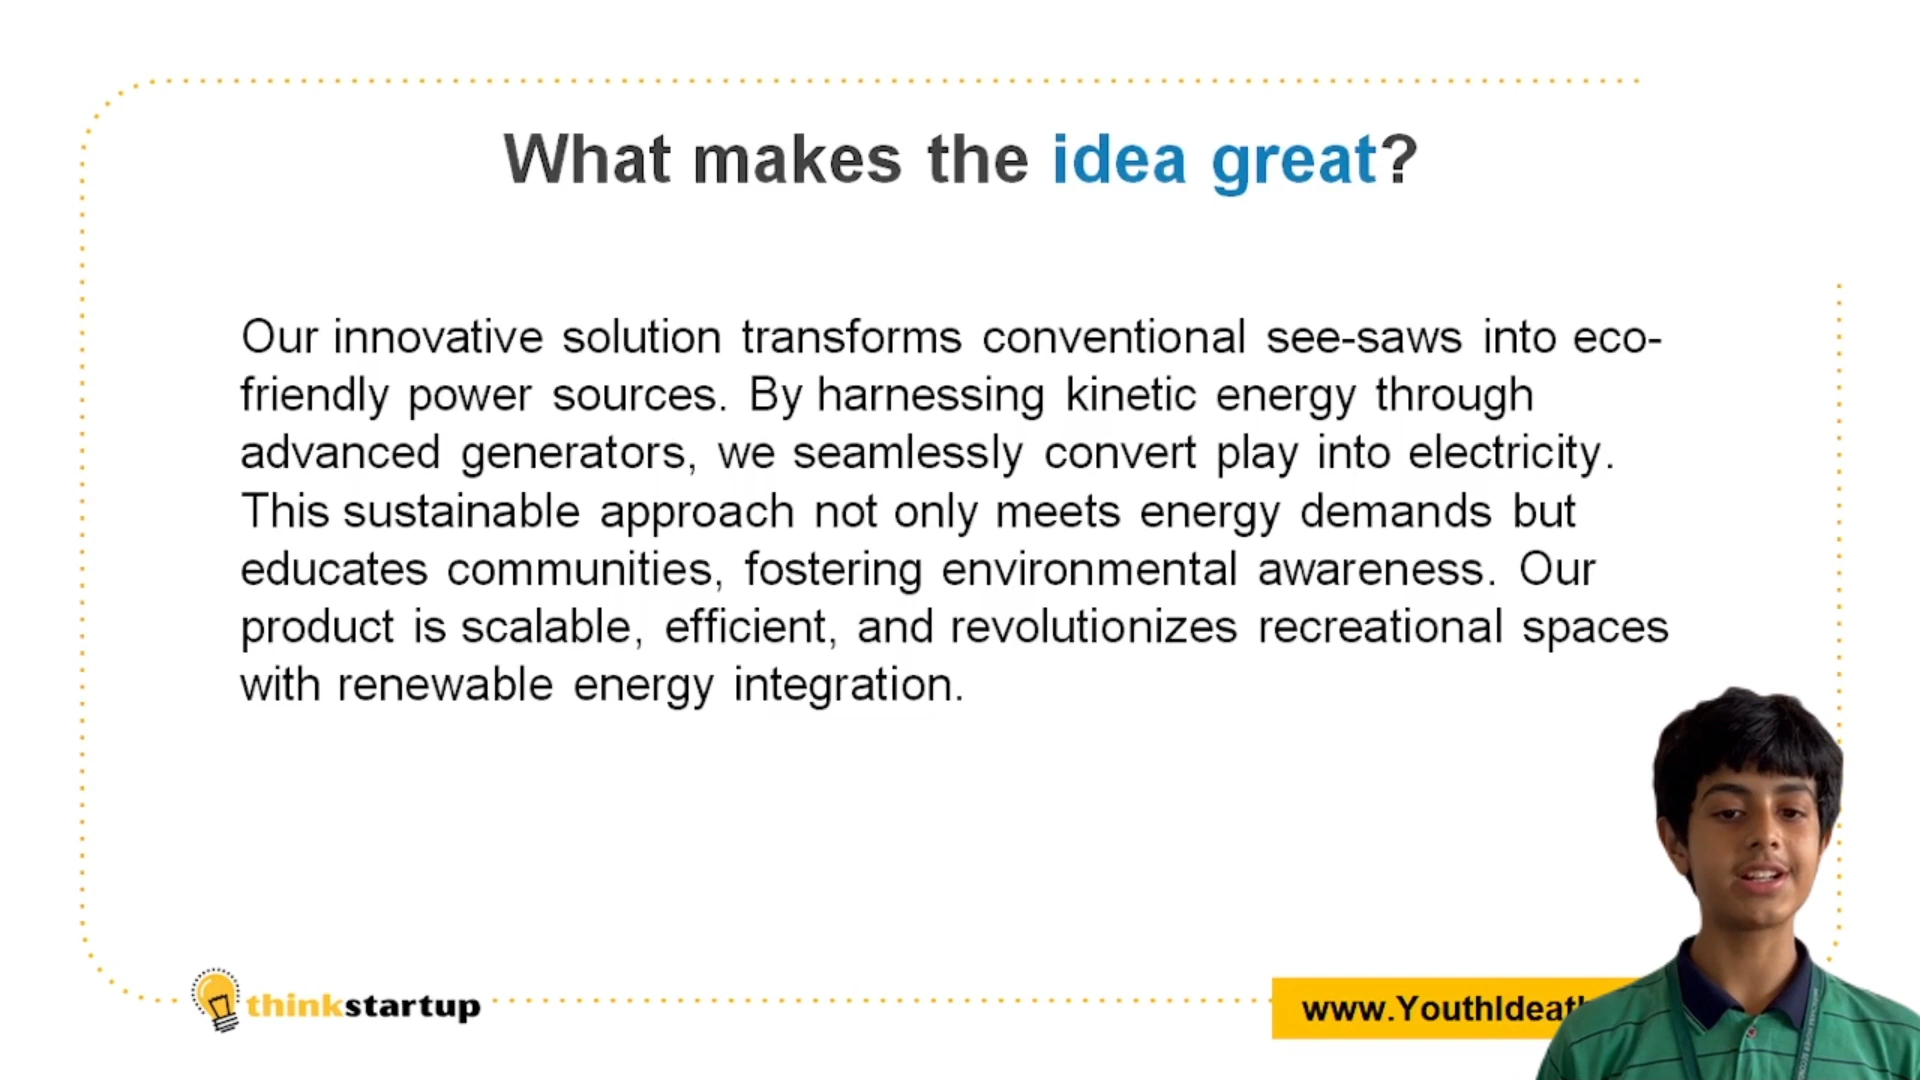 What makes the idea great?
Our innovative solution transforms conventional see-saws into eco-
friendly power sources. By harnessing kinetic energy through
advanced generators, we seamlessly convert play into electricity.
This sustainable approach not only meets energy demands but
educates communities, fostering environmental awareness. Our
product is scalable, efficient, and revolutionizes recreational spaces
with renewable energy integration.
thinkstartup